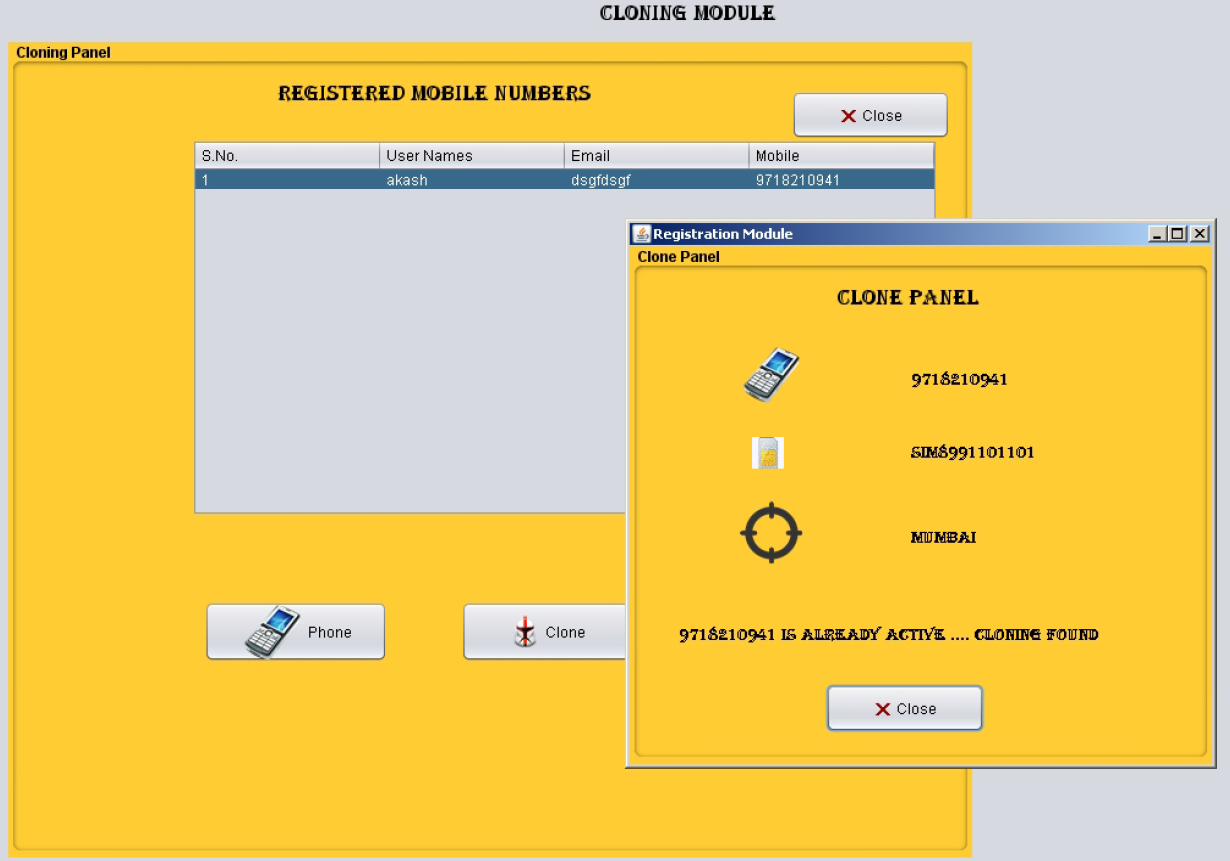 CLONING MODULE
Cloning Panel
REGISTERED MOBILE NUMBERS
Close
S.No. User Names Email Mobile
1 akash dsgfdsgf 9718210941
Registration Module
Clone Panel
CLONE PANEL
9718210941
SIM8991101101
MUMBAI
Phone
Clone
9718210941 IS ALREADY ACTIVE .... CLONING FOUND
Close